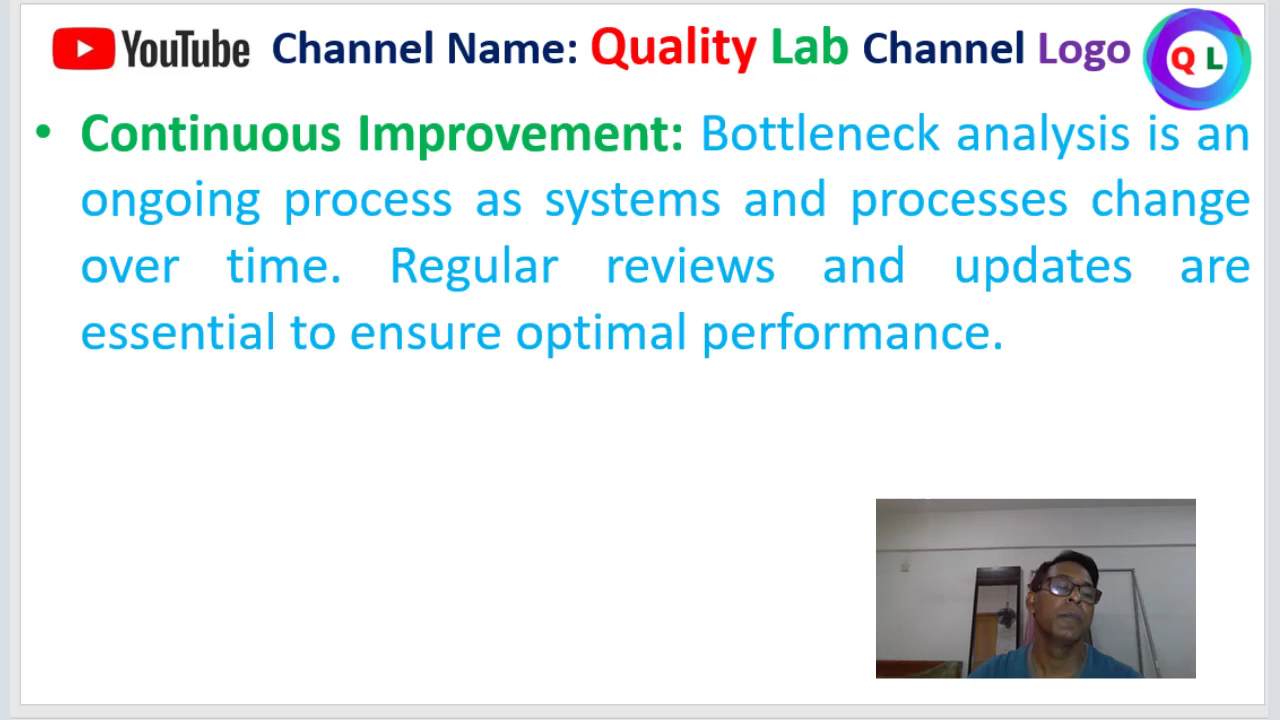 YouTube Channel Name: Quality Lab Channel Logo Q L
• Continuous Improvement: Bottleneck analysis is an
ongoing process as systems and processes change
over time. Regular reviews and updates are
essential to ensure optimal performance.